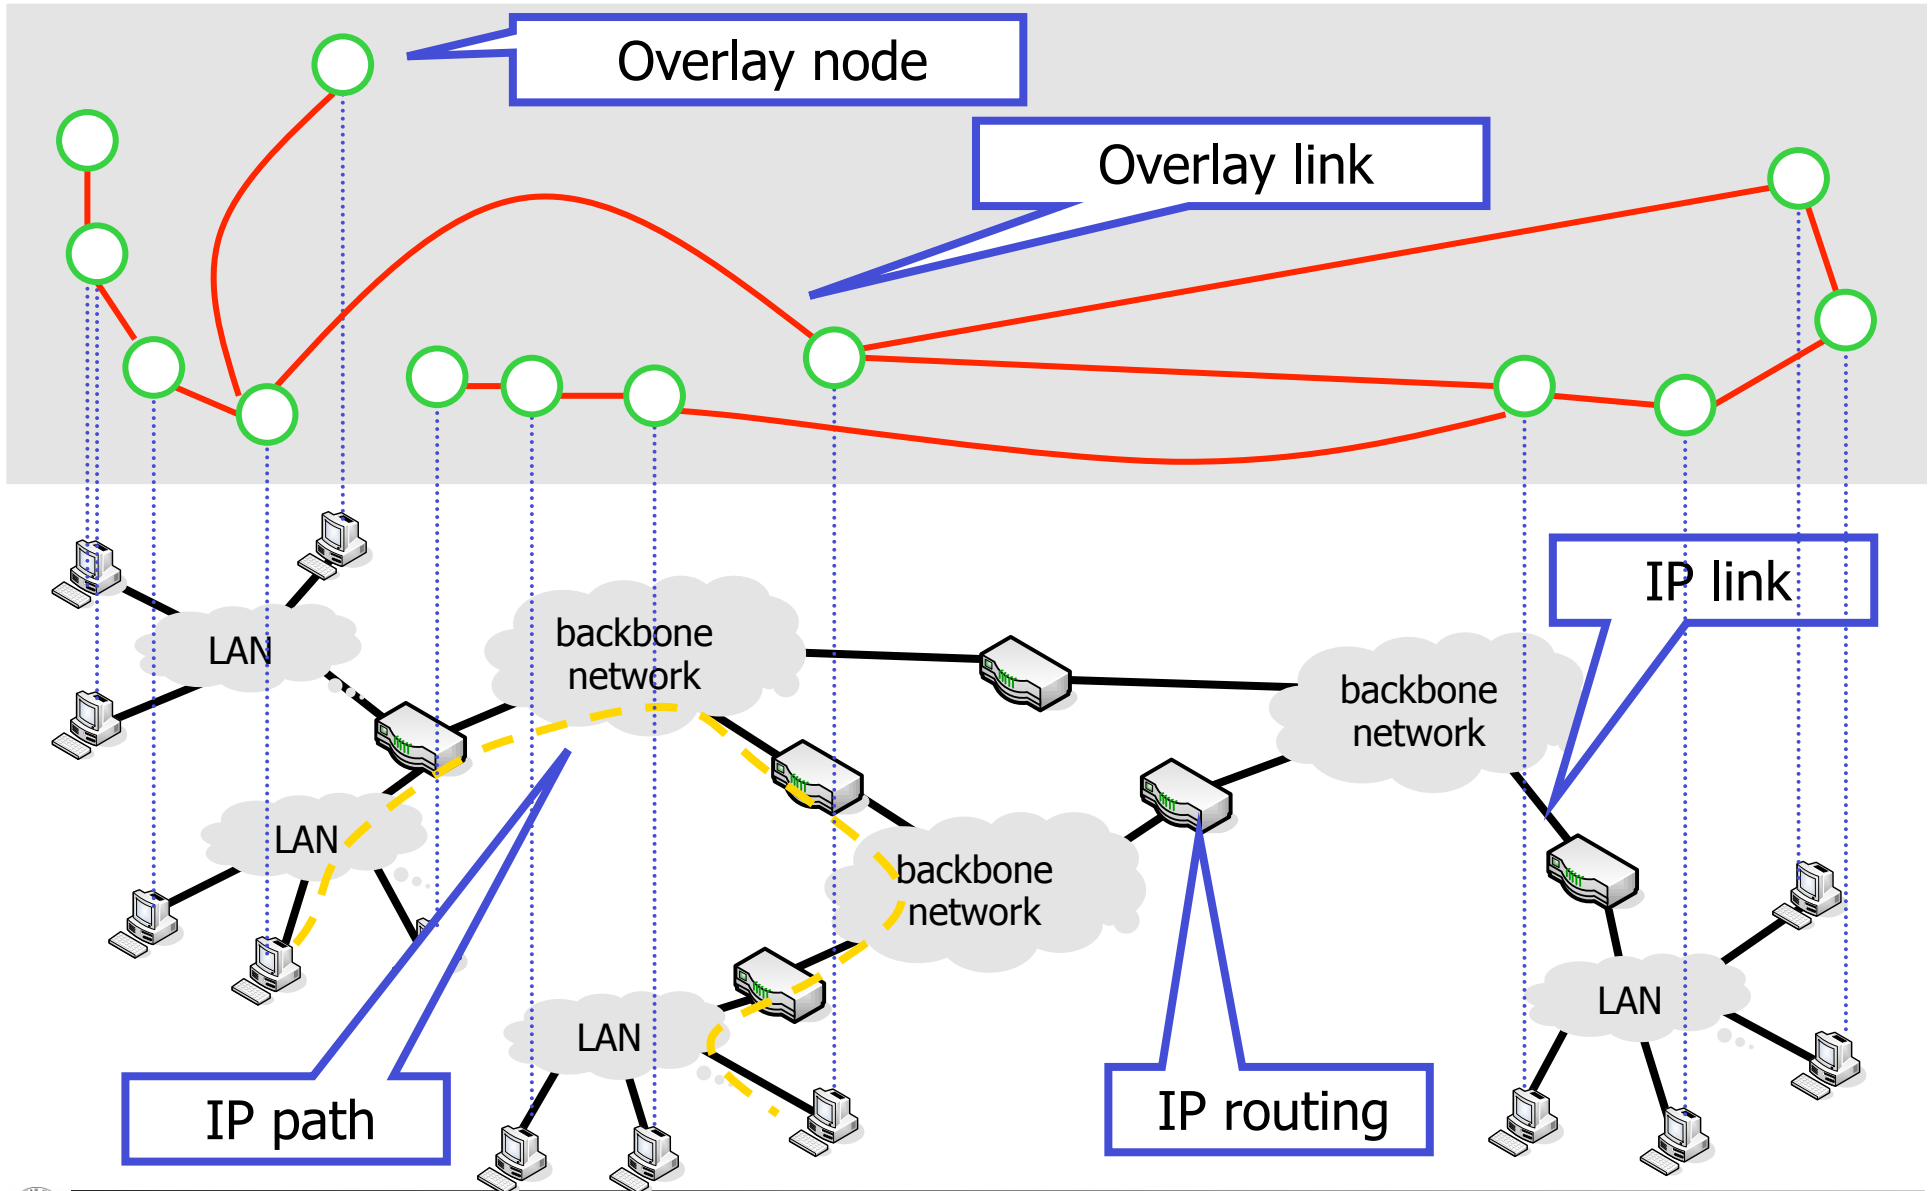 Overlay node
Overlay link
IP link
LAN
backbone
network
backbone
network
LAN
backbone
network
LAN
LAN
IP path
IP routing